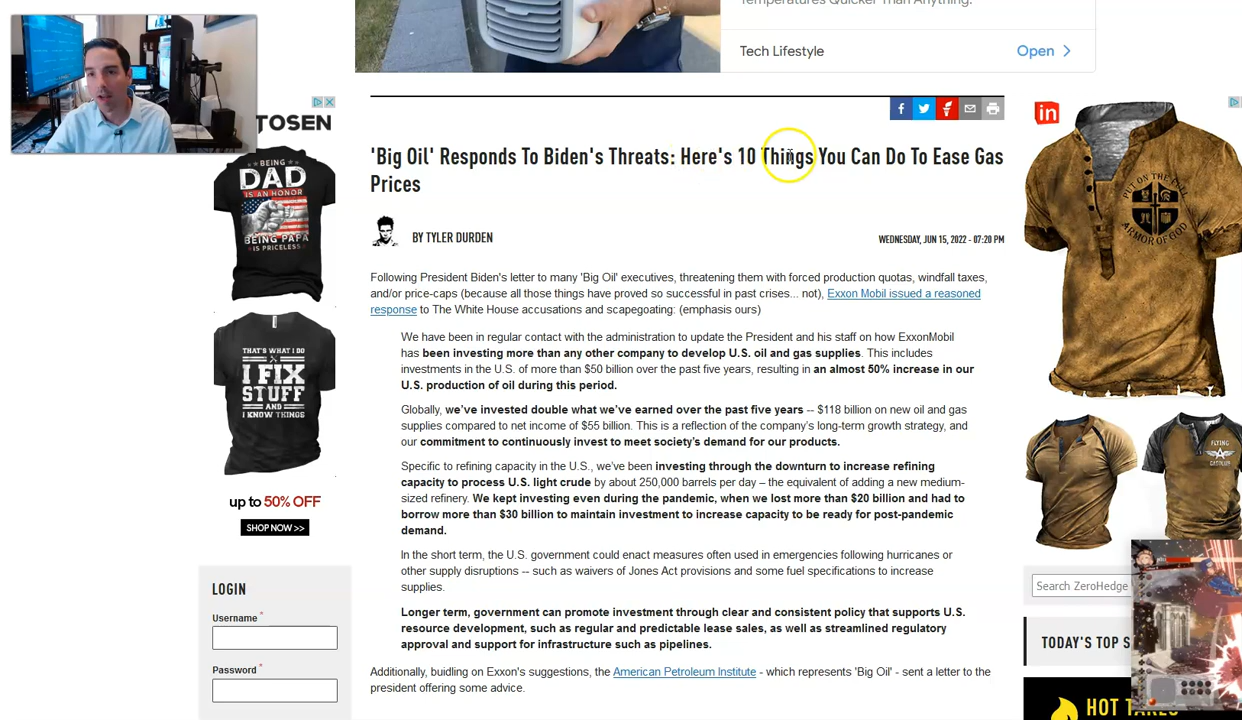 Temperatures Quicker Than Anything.
Tech Lifestyle
Open
TOSEN
BEING
DAD
IS AN HONOR
BEING PAPA
IS PRICELESS
THAT'S WHAT I DO
I FIX
STUFF
AND
I KNOW THINGS
up to 50% OFF
SHOP NOW >>
LOGIN
Username *
Password *
'Big Oil' Responds To Biden's Threats: Here's 10 Things You Can Do To Ease Gas
Prices
BY TYLER DURDEN
WEDNESDAY, JUN 15, 2022 - 07:20 PM
Following President Biden's letter to many 'Big Oil' executives, threatening them with forced production quotas, windfall taxes,
and/or price-caps (because all those things have proved so successful in past crises... not), Exxon Mobil issued a reasoned
response to The White House accusations and scapegoating: (emphasis ours)
We have been in regular contact with the administration to update the President and his staff on how ExxonMobil
has been investing more than any other company to develop U.S. oil and gas supplies. This includes
investments in the U.S. of more than $50 billion over the past five years, resulting in an almost 50% increase in our
U.S. production of oil during this period.
Globally, we've invested double what we've earned over the past five years -- $118 billion on new oil and gas
supplies compared to net income of $55 billion. This is a reflection of the company's long-term growth strategy, and
our commitment to continuously invest to meet society's demand for our products.
Specific to refining capacity in the U.S., we've been investing through the downturn to increase refining
capacity to process U.S. light crude by about 250,000 barrels per day – the equivalent of adding a new medium-
sized refinery. We kept investing even during the pandemic, when we lost more than $20 billion and had to
borrow more than $30 billion to maintain investment to increase capacity to be ready for post-pandemic
demand.
In the short term, the U.S. government could enact measures often used in emergencies following hurricanes or
other supply disruptions -- such as waivers of Jones Act provisions and some fuel specifications to increase
supplies.
Longer term, government can promote investment through clear and consistent policy that supports U.S.
resource development, such as regular and predictable lease sales, as well as streamlined regulatory
approval and support for infrastructure such as pipelines.
Additionally, buidling on Exxon's suggestions, the American Petroleum Institute - which represents 'Big Oil' - sent a letter to the
president offering some advice.
in
PUT ON THE FULL
ARMOR OF GOD
FLYING
Search ZeroHedge
TODAY'S TOP S
HOT TAKES